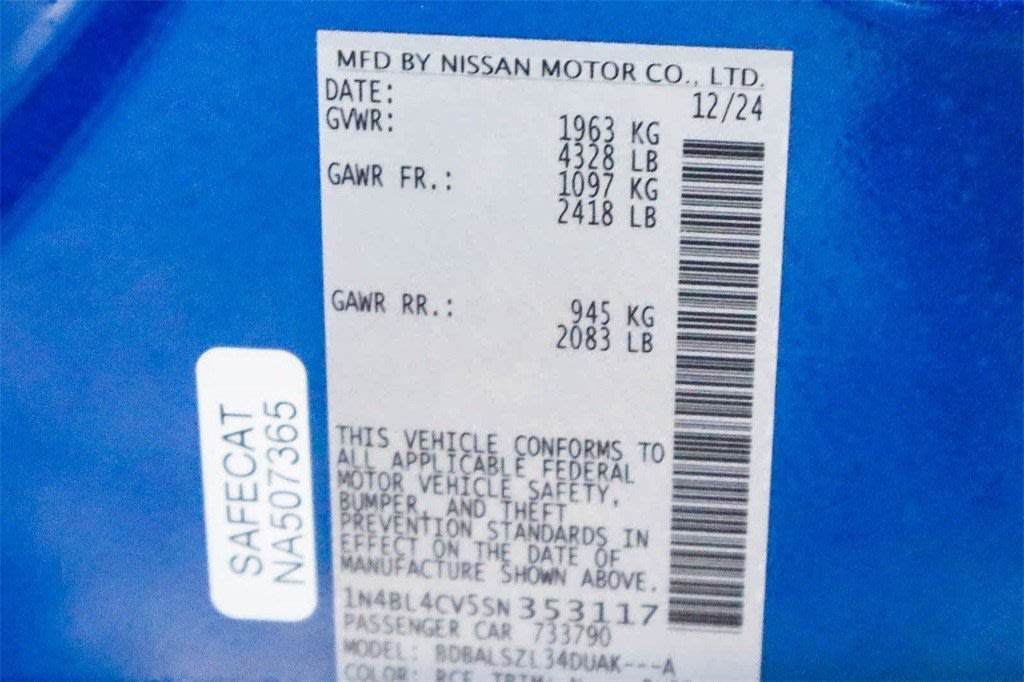 MFD BY NISSAN MOTOR CO., LTD.
DATE: 12/24
GVWR: 1963 KG
4328 LB
GAWR FR.: 1097 KG
2418 LB
GAWR RR.: 945 KG
2083 LB
THIS VEHICLE CONFORMS TO
ALL APPLICABLE FEDERAL
MOTOR VEHICLE SAFETY,
BUMPER, AND THEFT
PREVENTION STANDARDS IN
EFFECT ON THE DATE OF
MANUFACTURE SHOWN ABOVE.
1N4BL4CV5SN353117
PASSENGER CAR 733790
MODEL: BDBALSZL34DUAK---A
COLOR: RCF TRIM:
SAFECAT
NA507365